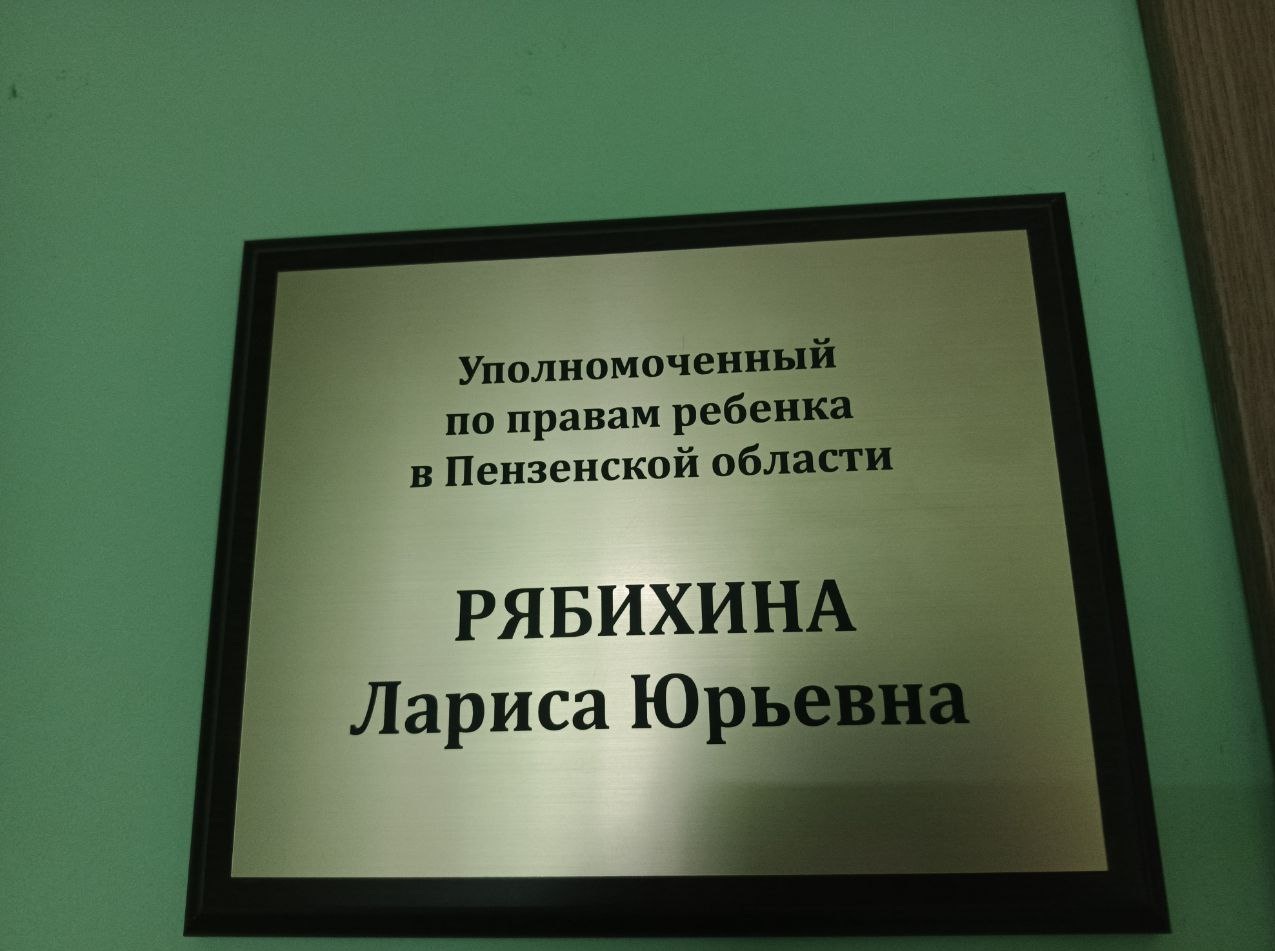 Уполномоченный
по правам ребенка
в Пензенской области
РЯБИХИНА
Лариса Юрьевна